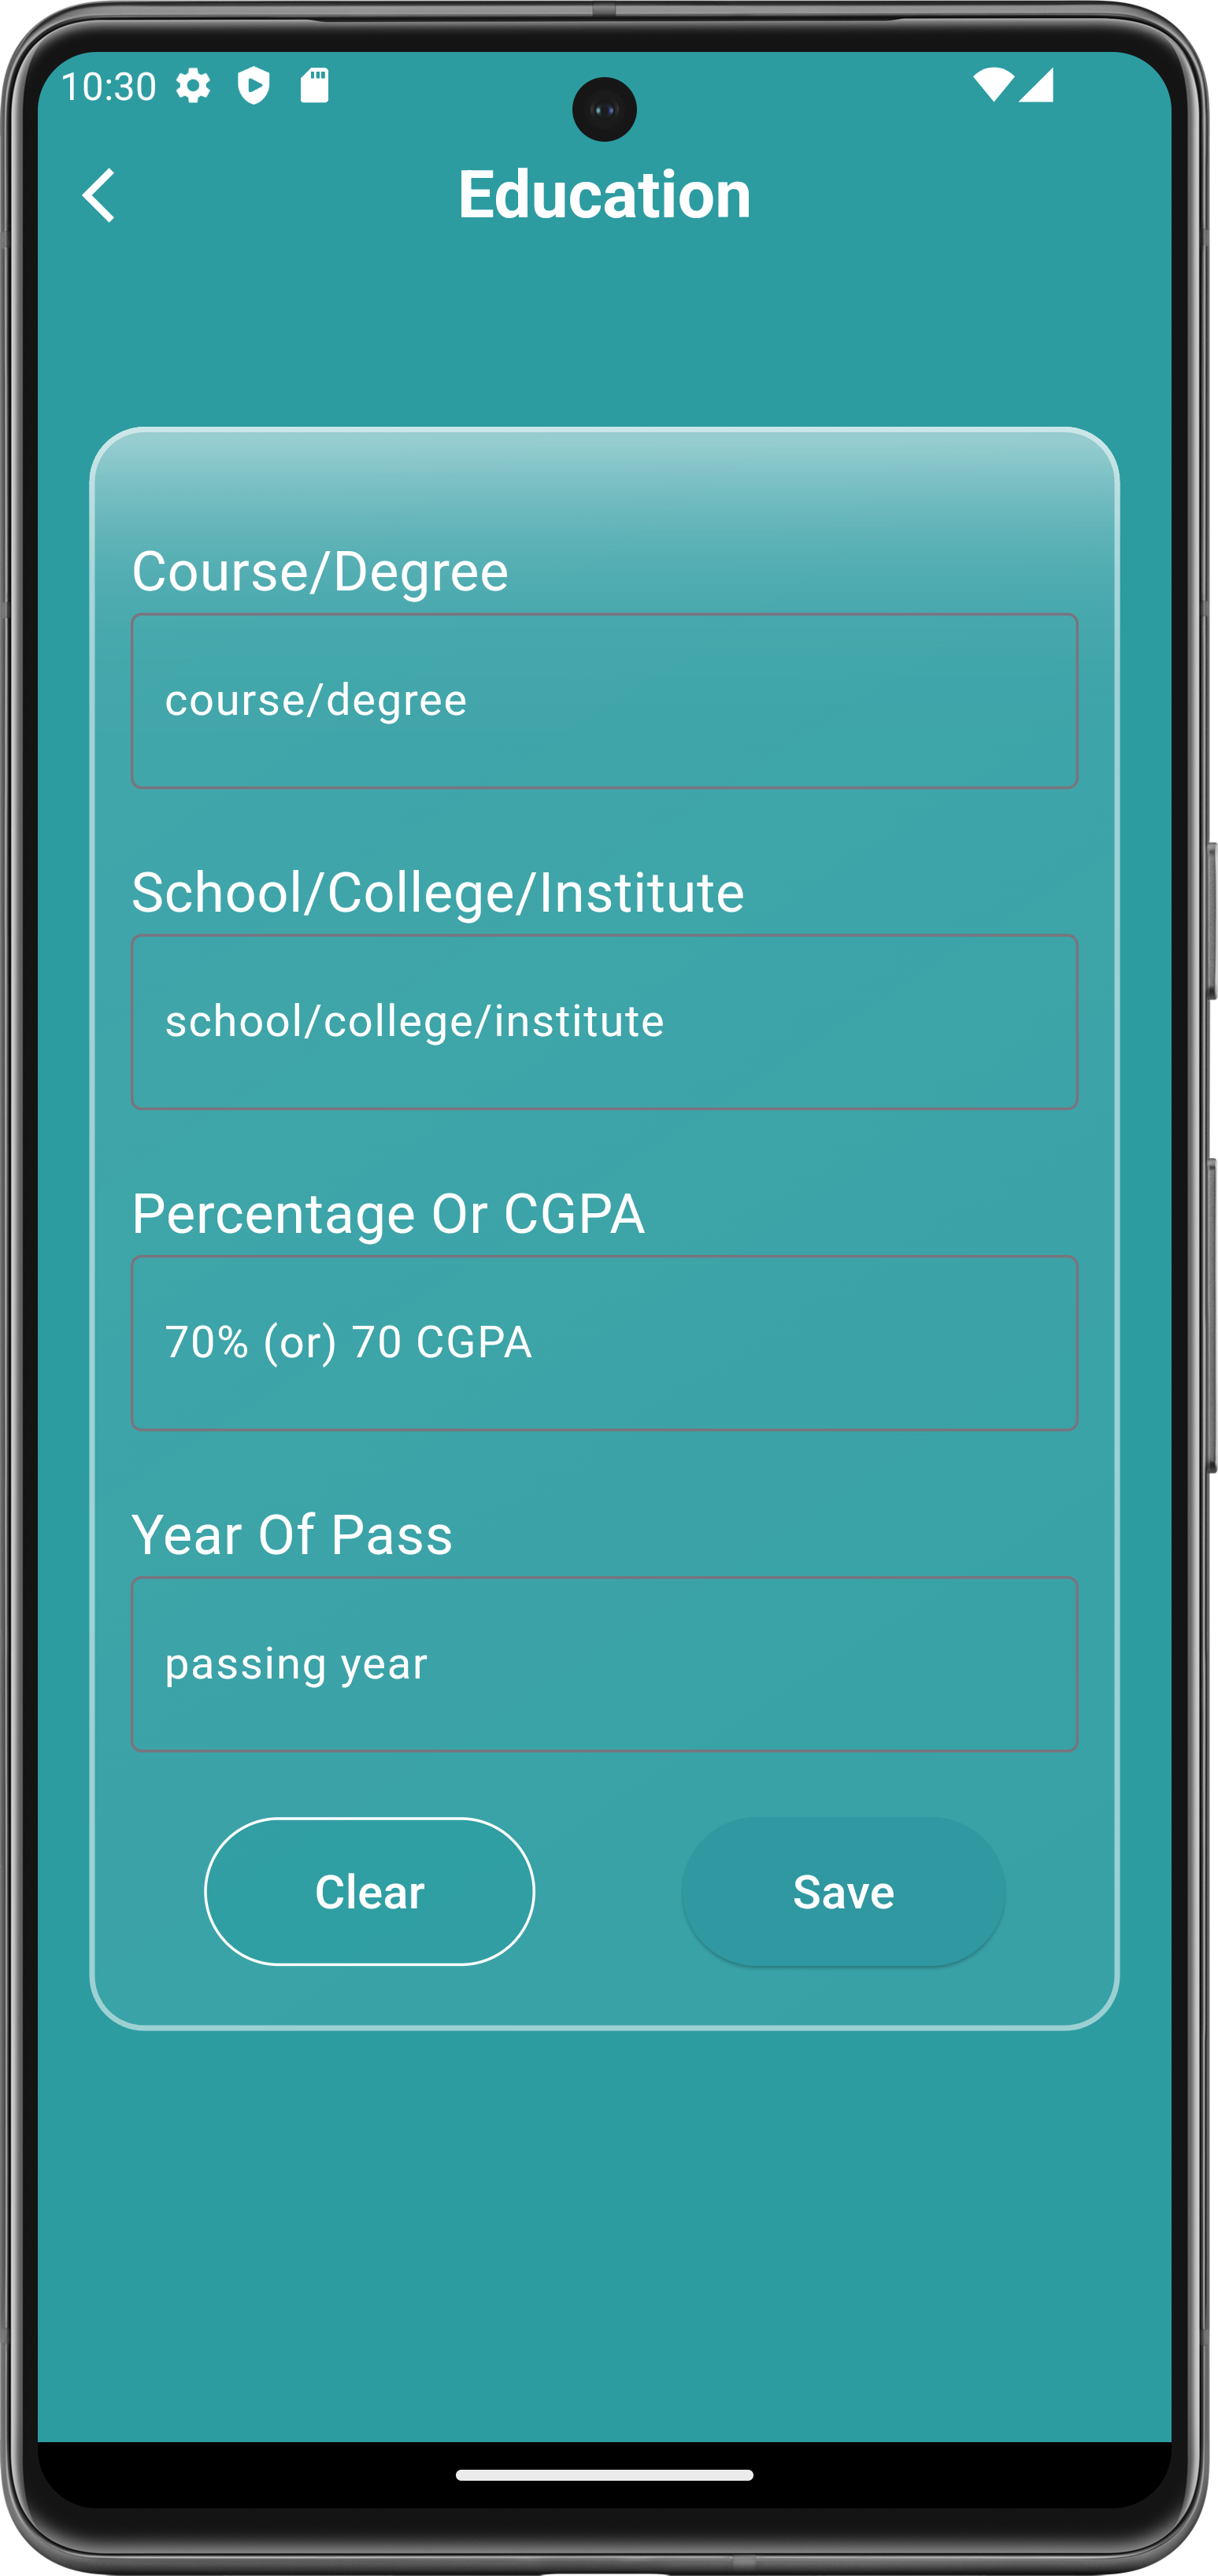 10:30
Education
Course/Degree
course/degree
School/College/Institute
school/college/institute
Percentage Or CGPA
70% (or) 70 CGPA
Year Of Pass
passing year
Clear Save